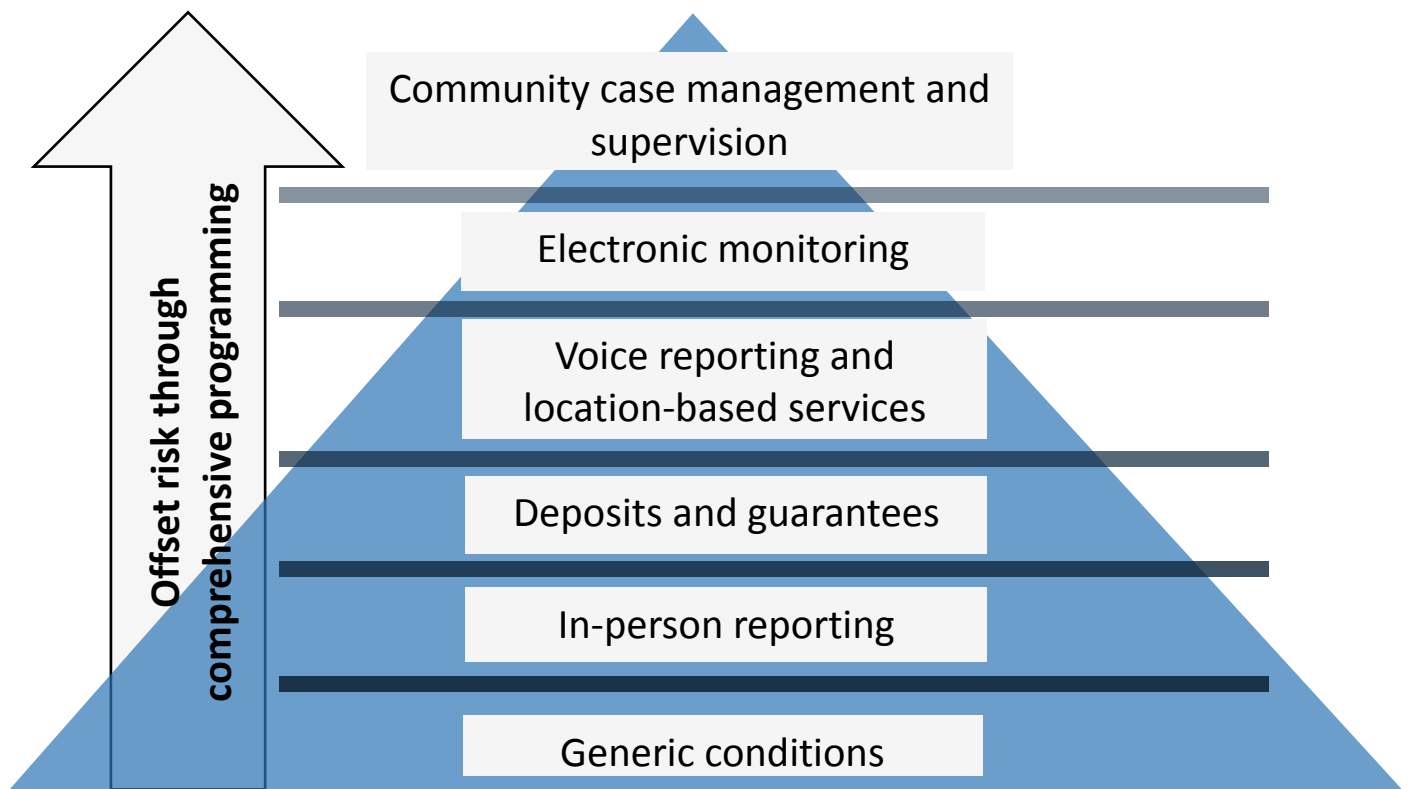 Community case management and
supervision
Electronic monitoring
Voice reporting and
location-based services
Deposits and guarantees
In-person reporting
Generic conditions
Offset risk through
comprehensive programming